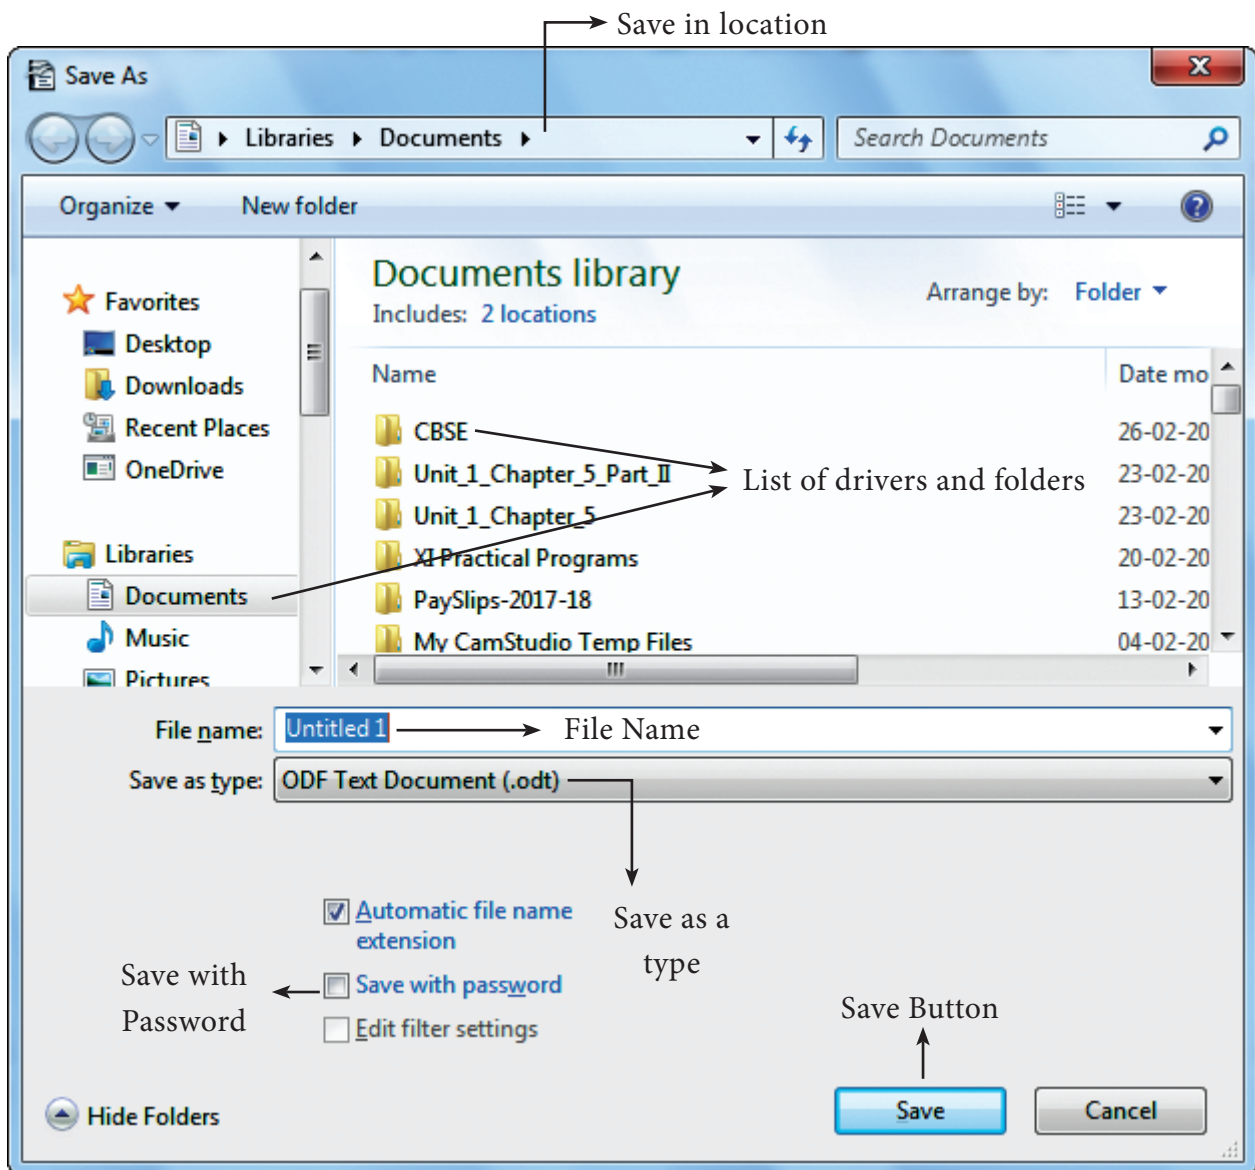 Save in location
Save As
Libraries Documents
Search Documents
Organize New folder
Documents library
Includes: 2 locations
Arrange by: Folder
Favorites
Desktop
Downloads
Recent Places
OneDrive
Libraries
Documents
Music
Pictures
Name Date mo
CBSE 26-02-20
Unit_1_Chapter_5_Part_II 23-02-20
Unit_1_Chapter_5 23-02-20
XI Practical Programs 20-02-20
PaySlips-2017-18 13-02-20
My CamStudio Temp Files 04-02-20
List of drivers and folders
File name: Untitled 1 File Name
Save as type: ODF Text Document (.odt)
Automatic file name
extension
Save as a
type
Save with
Password
Save with password
Edit filter settings
Save Button
Hide Folders
Save Cancel